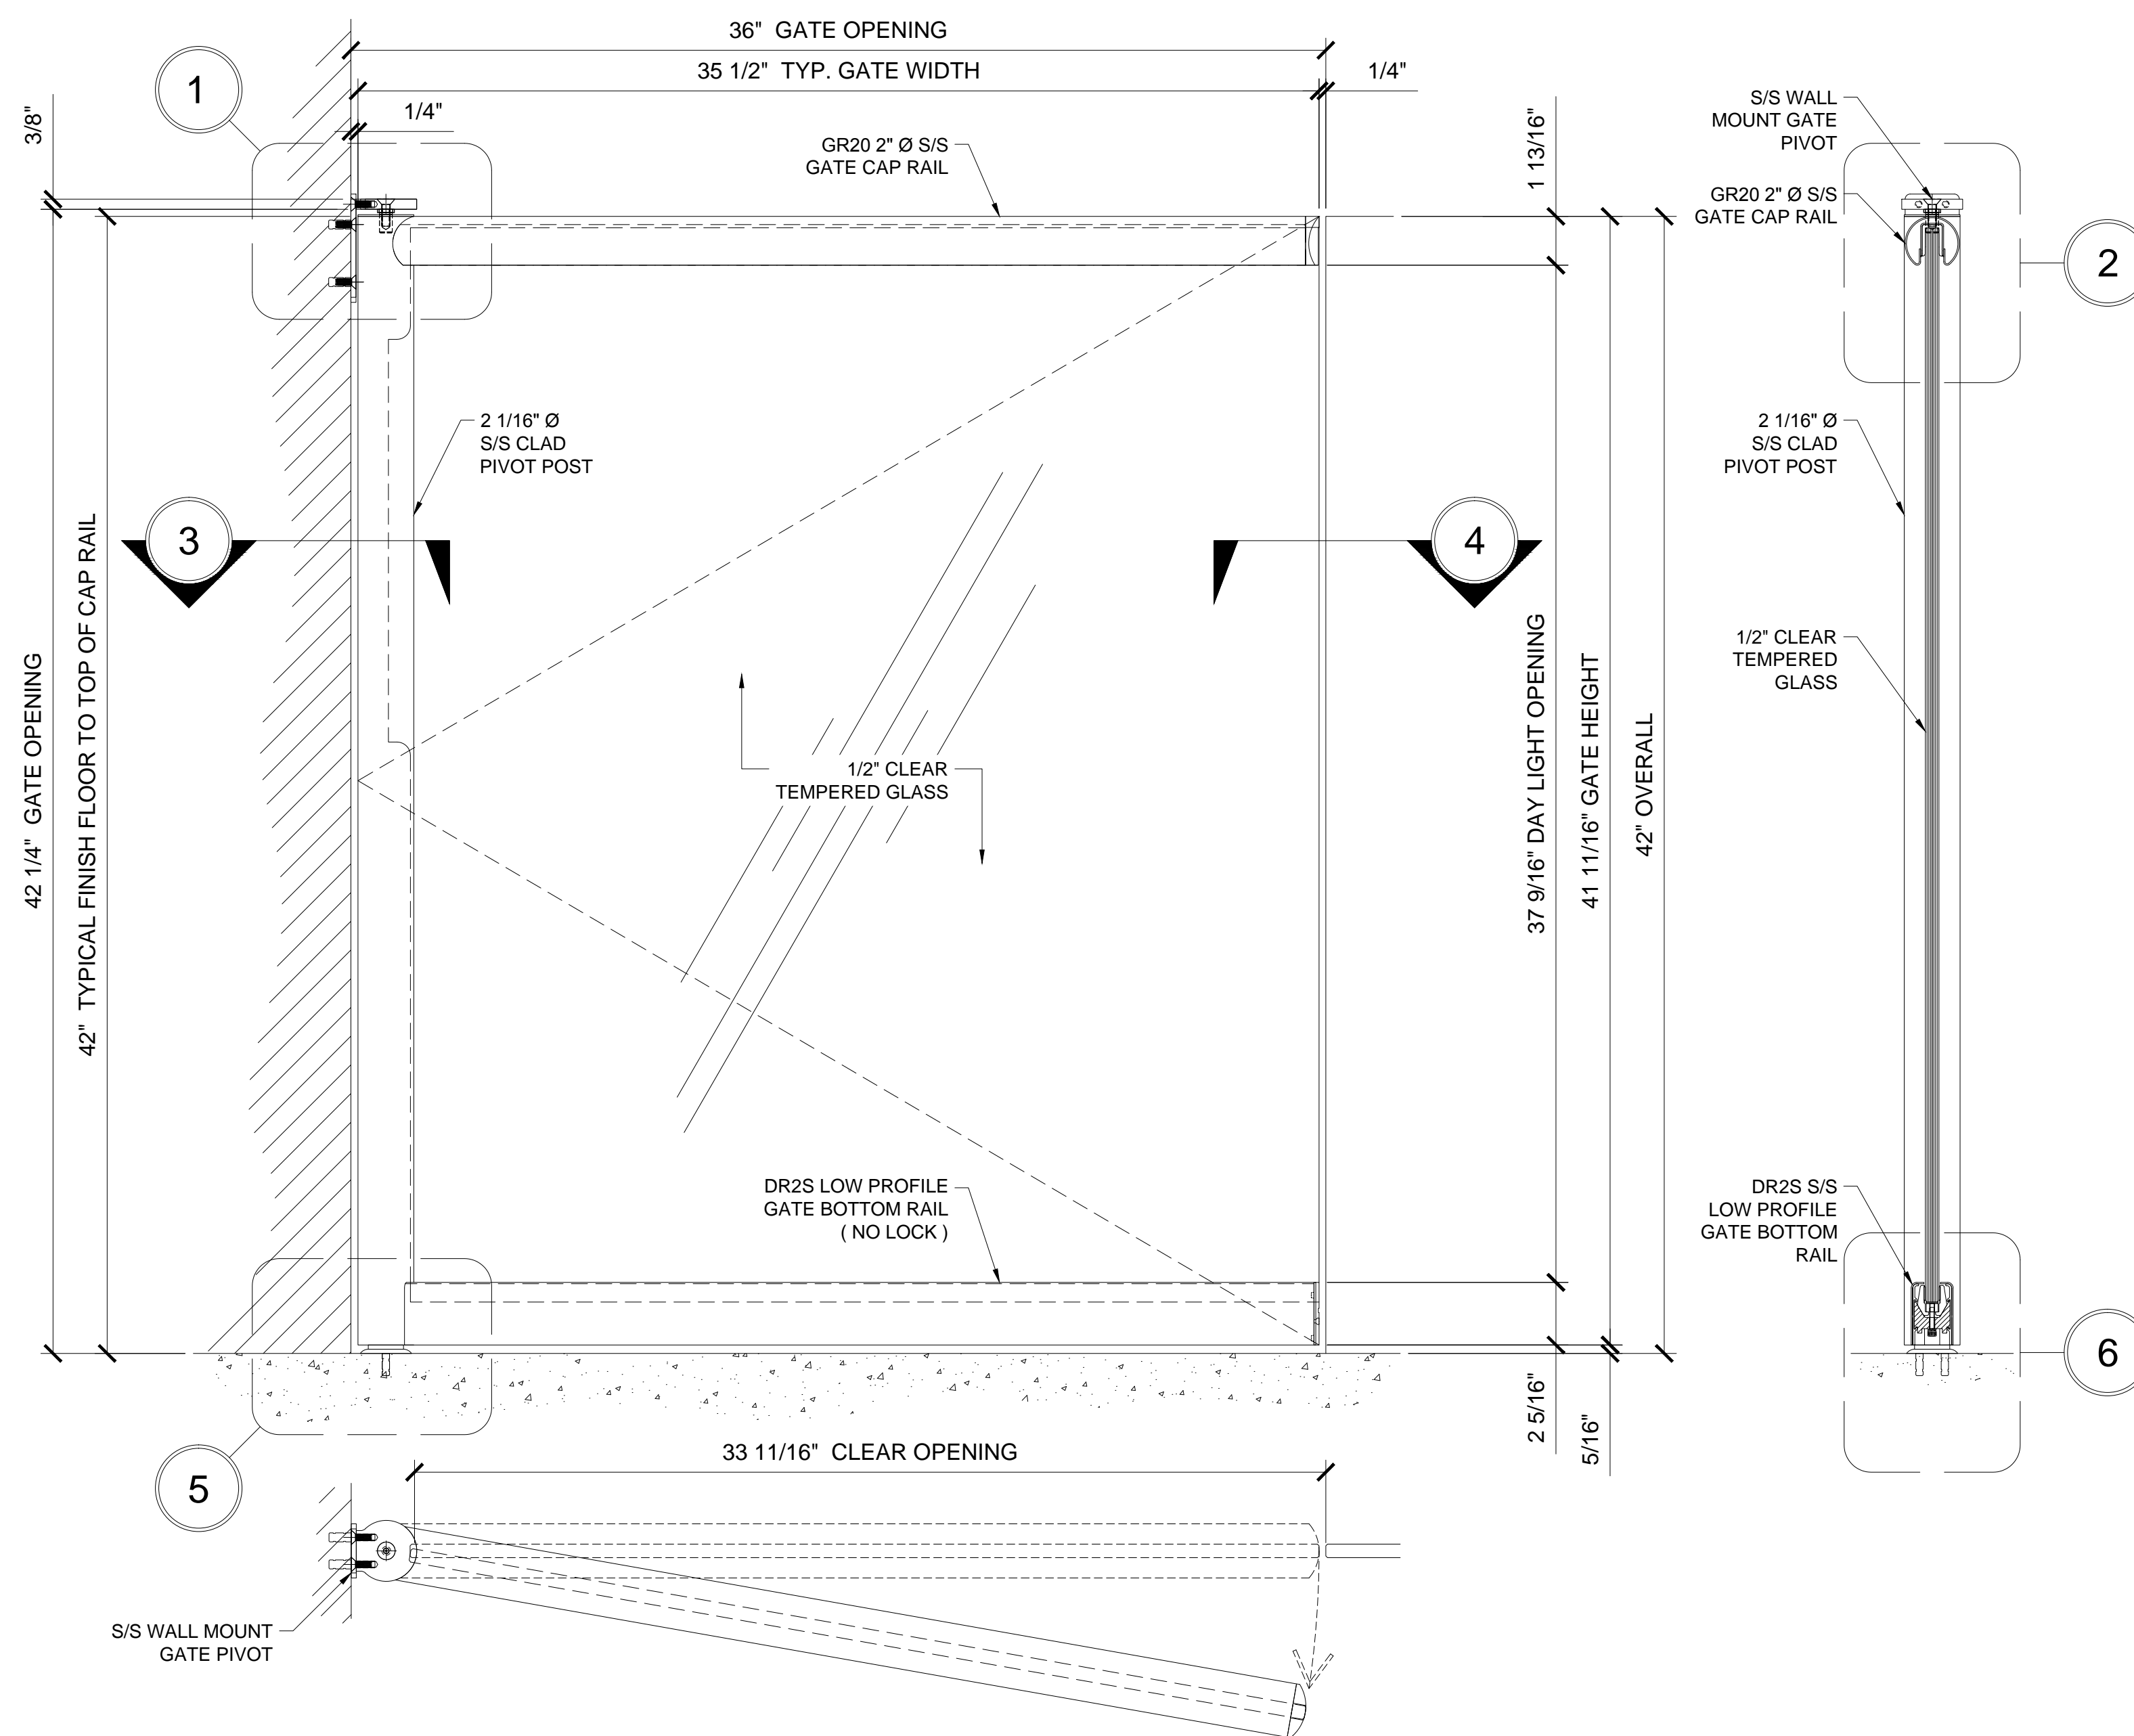 36" GATE OPENING
35 1/2" TYP. GATE WIDTH
1/4"
1/4"
3/8"
1
GR20 2" Ø S/S
GATE CAP RAIL
1 13/16"
S/S WALL
MOUNT GATE
PIVOT
GR20 2" Ø S/S
GATE CAP RAIL
2
2 1/16" Ø
S/S CLAD
PIVOT POST
2 1/16" Ø
S/S CLAD
PIVOT POST
3
4
42 1/4" GATE OPENING
42" TYPICAL FINISH FLOOR TO TOP OF CAP RAIL
1/2" CLEAR
TEMPERED GLASS
37 9/16" DAY LIGHT OPENING
41 11/16" GATE HEIGHT
42" OVERALL
1/2" CLEAR
TEMPERED
GLASS
DR2S LOW PROFILE
GATE BOTTOM RAIL
( NO LOCK )
DR2S S/S
LOW PROFILE
GATE BOTTOM
RAIL
6
2 5/16"
5/16"
5
33 11/16" CLEAR OPENING
S/S WALL MOUNT
GATE PIVOT